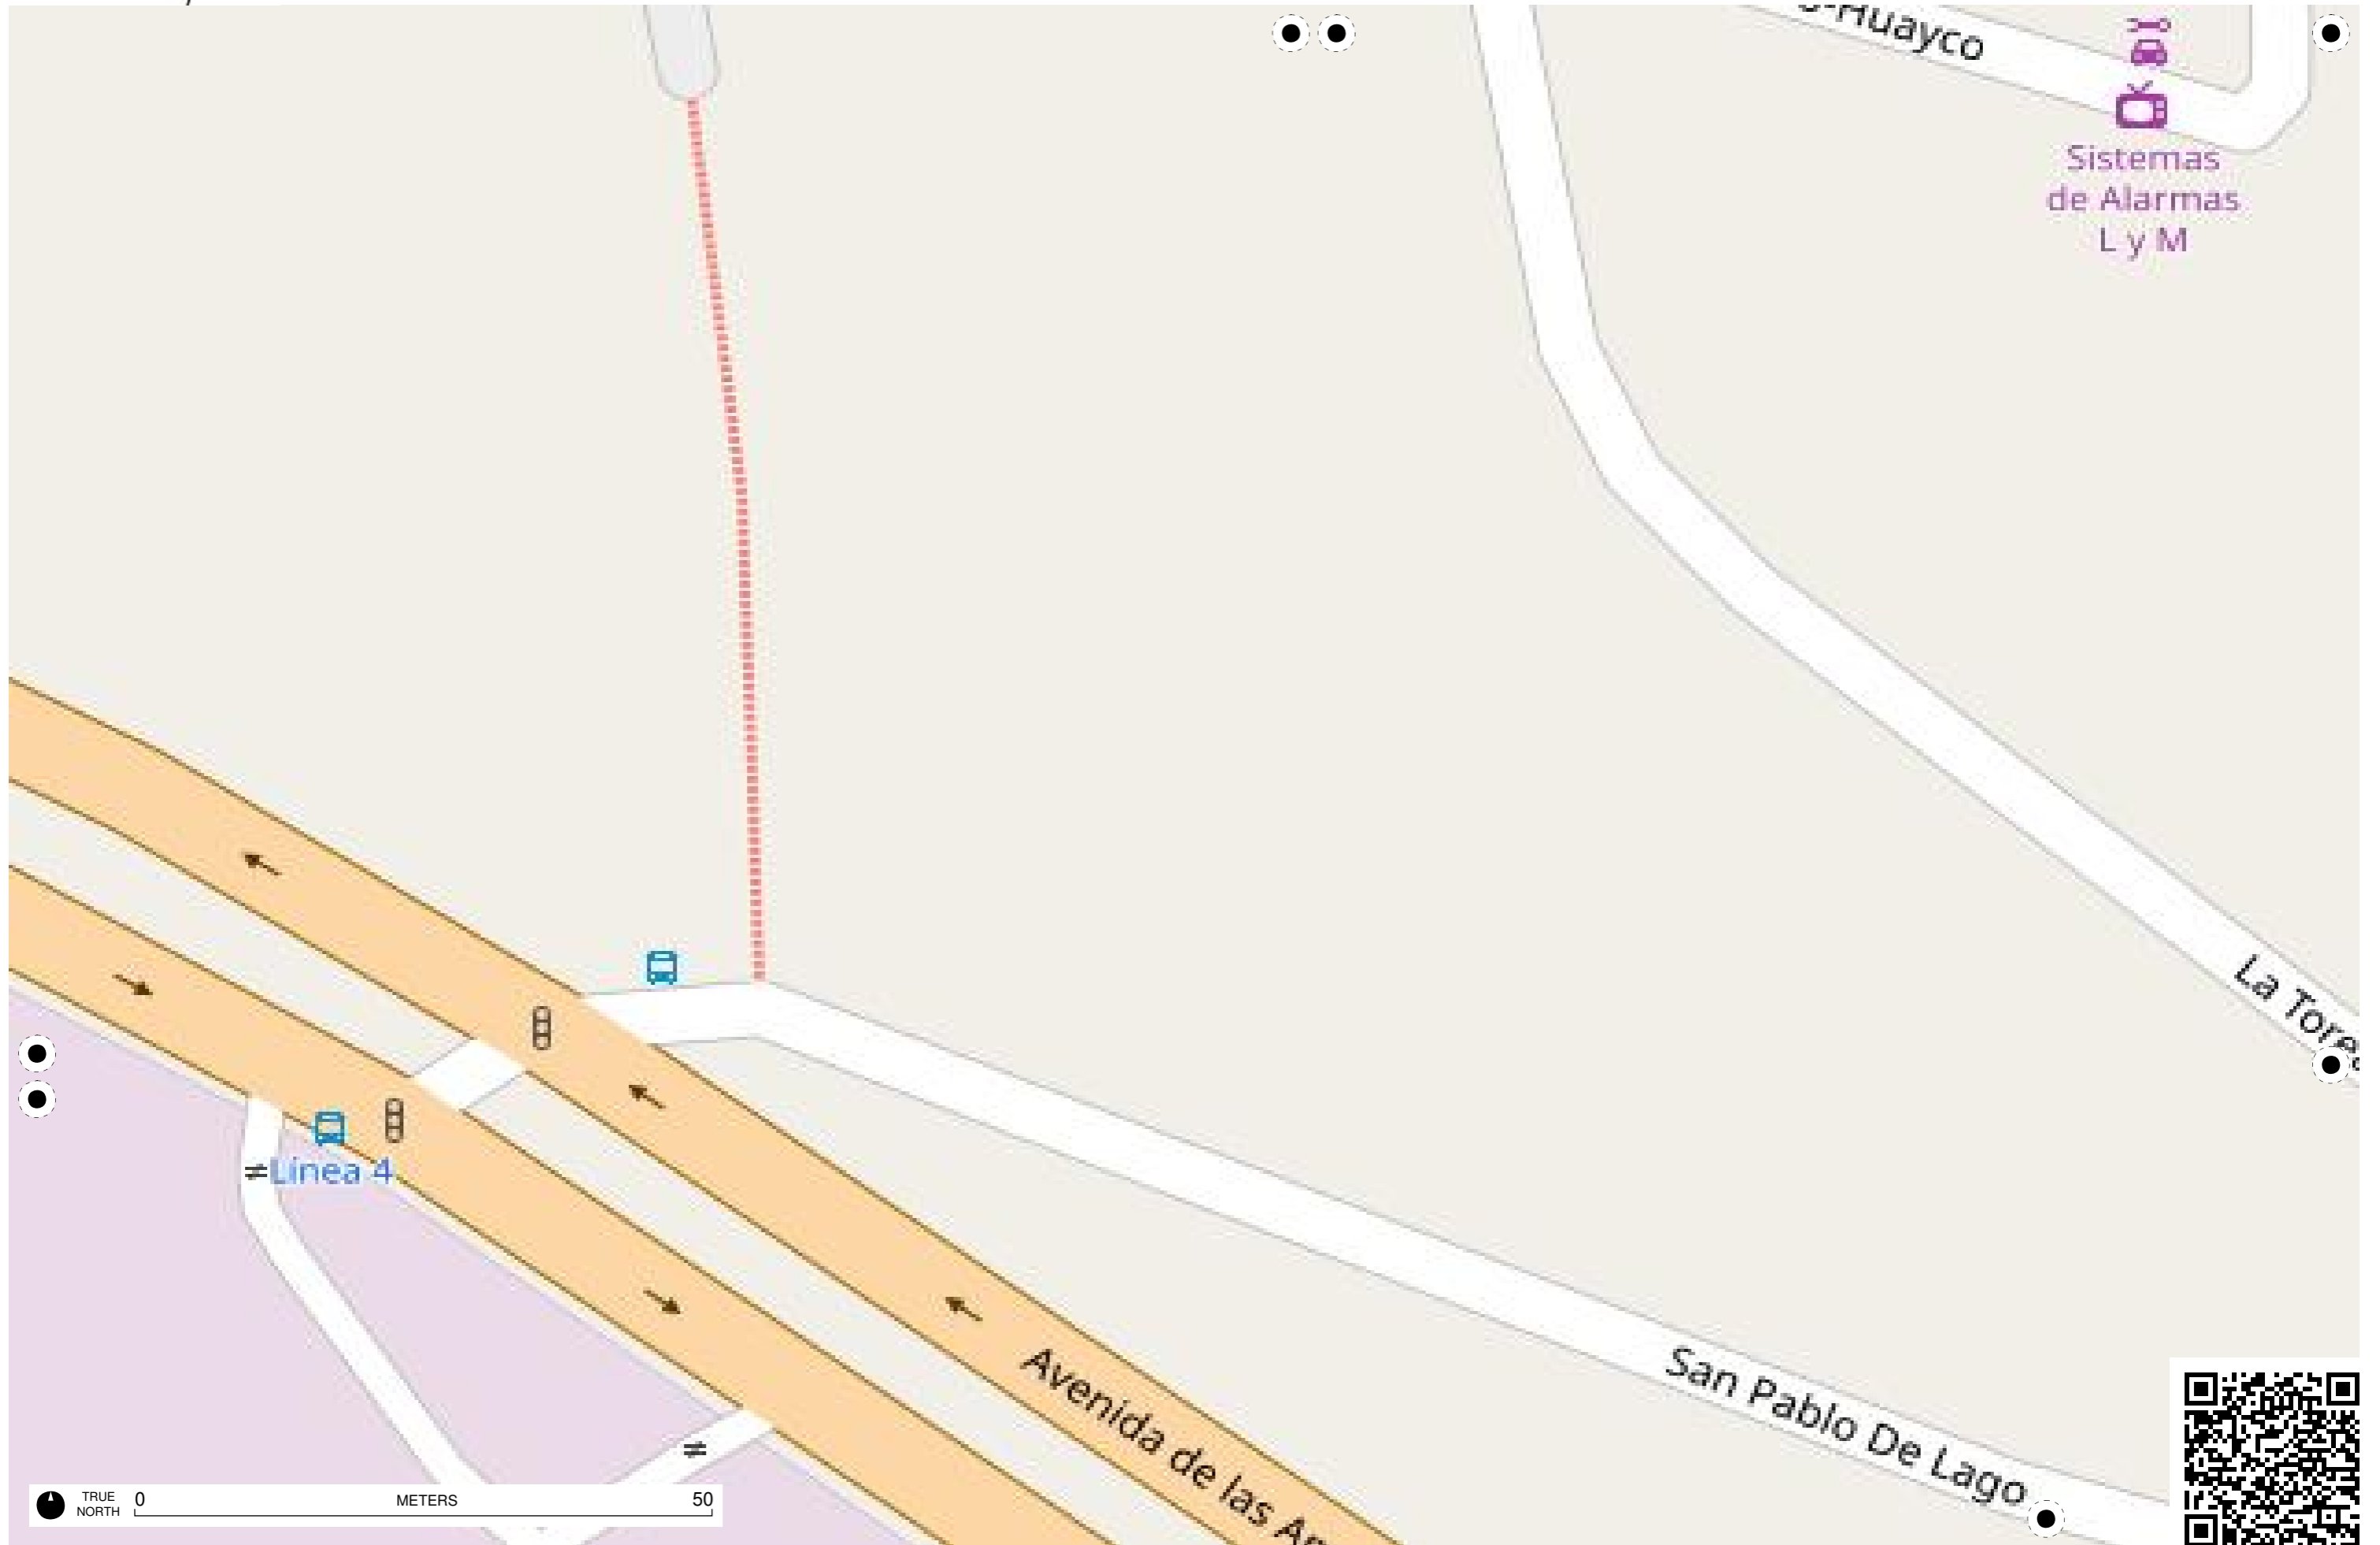 -Huayco
Sistemas
de Alarmas
L y M
La Tore
Línea 4
Avenida de las
San Pablo De Lago
TRUE
NORTH
0
METERS
50